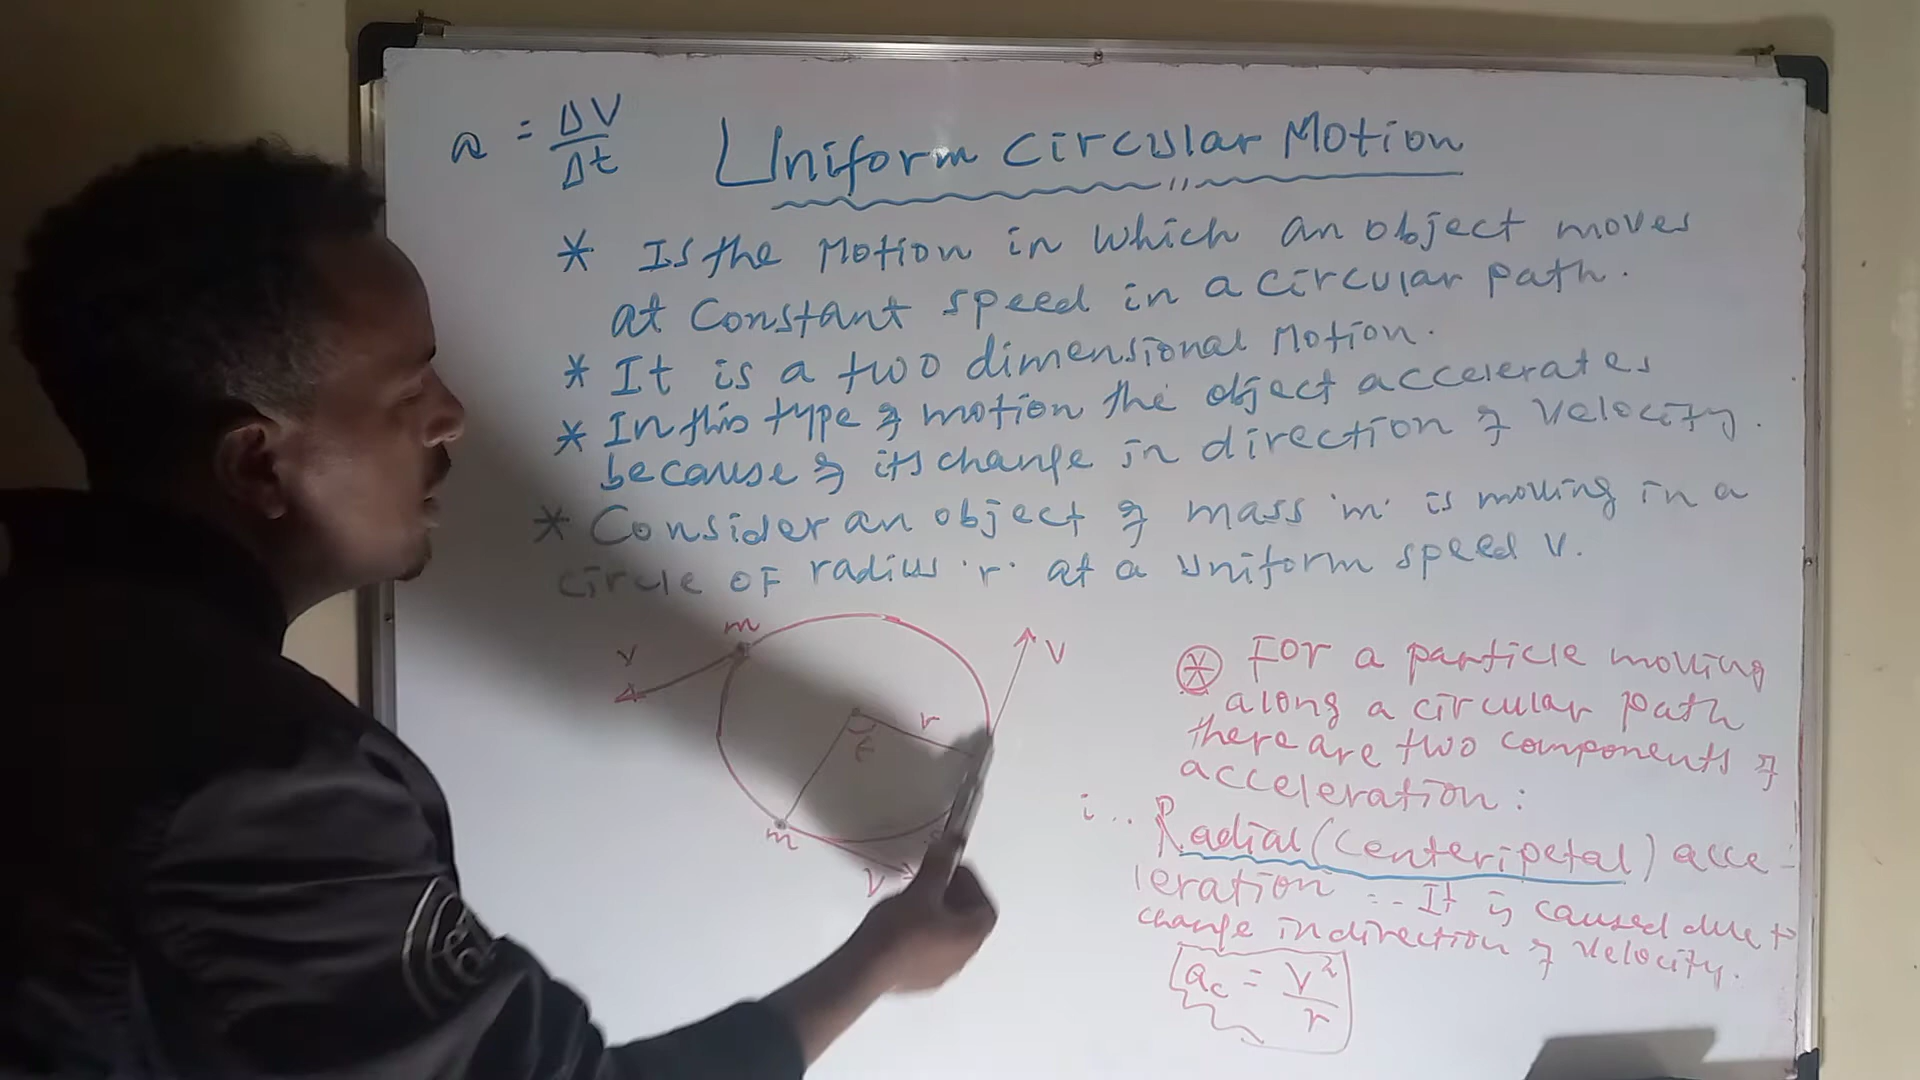 a = ΔV
Δt
Uniform Circular Motion
* Is the Motion in which an object moves
at constant speed in a circular path.
* It is a two dimensional Motion.
* In this type of motion the object accelerates
because of its change in direction of velocity.
* Consider an object of mass 'm' is moving in a
circle of radius 'r' at a uniform speed v.
m
v
V
r
m
V
⊛ For a particle moving
along a circular path
there are two components of
acceleration:
i... Radial (Centeripetal) acce-
leration :-- It is caused due to
change in direction of velocity.
ac = V²
r